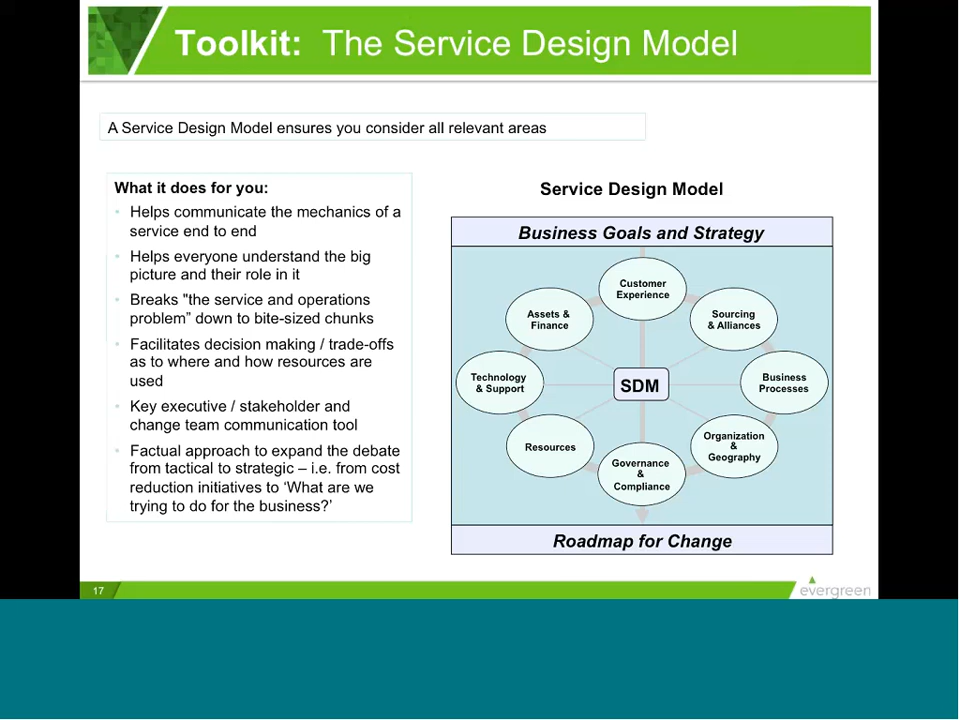 Toolkit: The Service Design Model
A Service Design Model ensures you consider all relevant areas
What it does for you:
• Helps communicate the mechanics of a
service end to end
• Helps everyone understand the big
picture and their role in it
• Breaks "the service and operations
problem” down to bite-sized chunks
• Facilitates decision making / trade-offs
as to where and how resources are
used
• Key executive / stakeholder and
change team communication tool
• Factual approach to expand the debate
from tactical to strategic – i.e. from cost
reduction initiatives to ‘What are we
trying to do for the business?’
Service Design Model
Business Goals and Strategy
Customer
Experience
Assets &
Finance
Sourcing
& Alliances
Technology
& Support
SDM
Business
Processes
Resources
Organization
&
Geography
Governance
&
Compliance
Roadmap for Change
17
evergreen